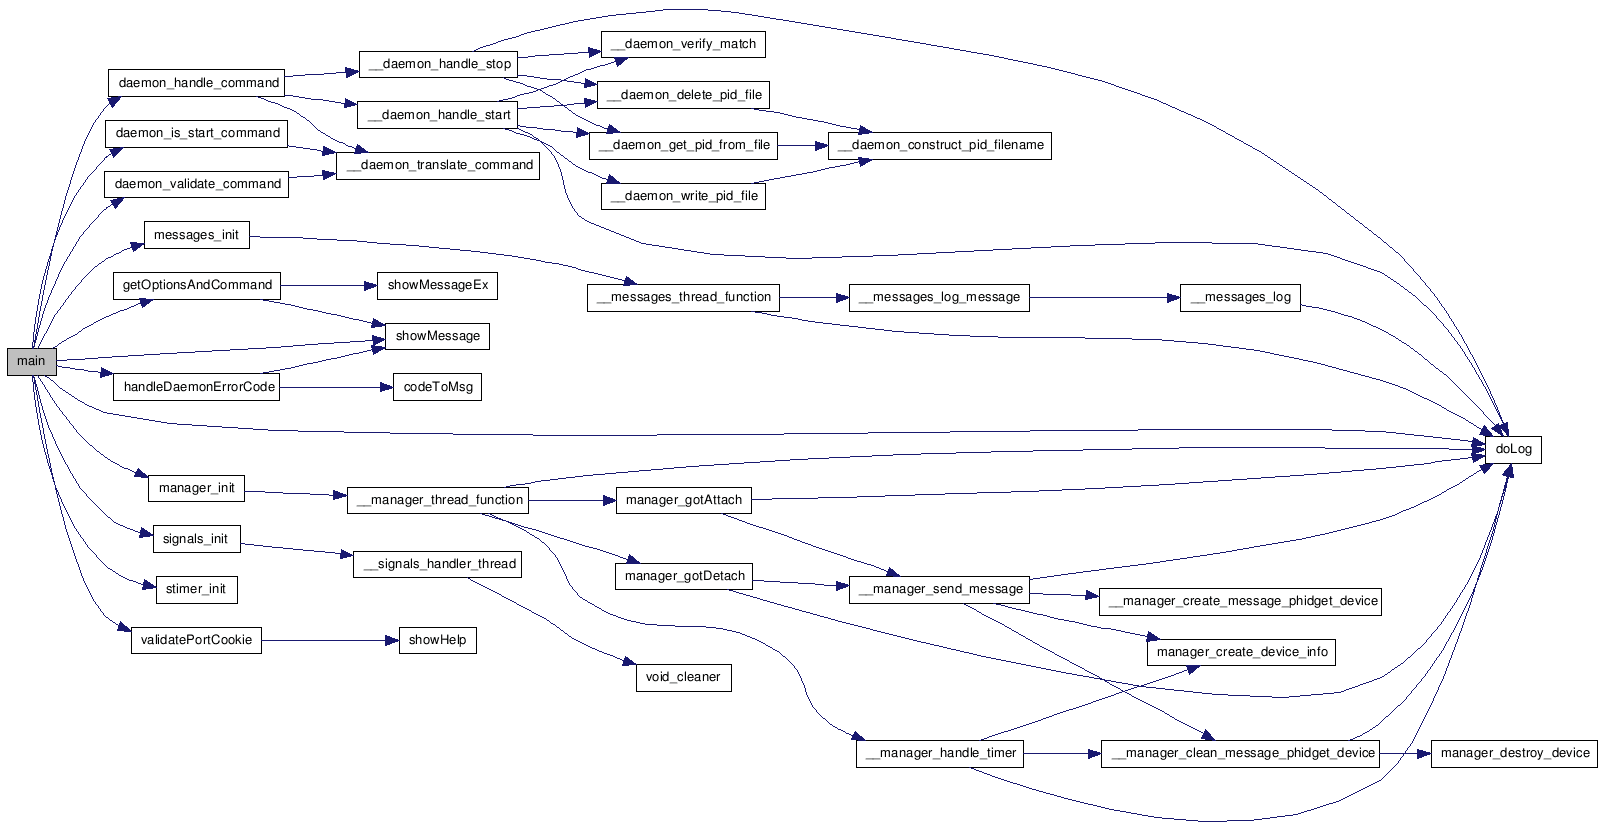 __daemon_verify_match
__daemon_handle_stop
daemon_handle_command
__daemon_delete_pid_file
__daemon_handle_start
daemon_is_start_command
__daemon_get_pid_from_file
__daemon_construct_pid_filename
__daemon_translate_command
daemon_validate_command
__daemon_write_pid_file
messages_init
getOptionsAndCommand
showMessageEx
__messages_thread_function
__messages_log_message
__messages_log
showMessage
main
handleDaemonErrorCode
codeToMsg
doLog
manager_init
__manager_thread_function
manager_gotAttach
signals_init
__signals_handler_thread
manager_gotDetach
stimer_init
__manager_send_message
__manager_create_message_phidget_device
validatePortCookie
showHelp
manager_create_device_info
void_cleaner
__manager_handle_timer
__manager_clean_message_phidget_device
manager_destroy_device